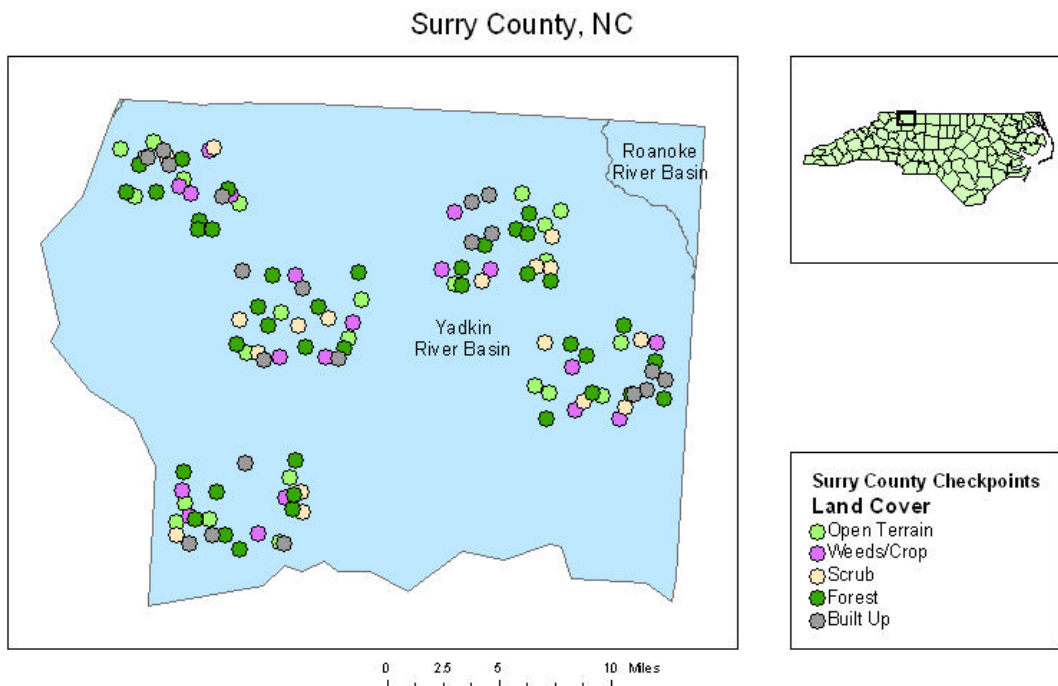 Surry County, NC
Roanoke
River Basin
Yadkin
River Basin
Surry County Checkpoints
Land Cover
Open Terrain
Weeds/Crop
Scrub
Forest
Built Up
0 2.5 5 10 Miles